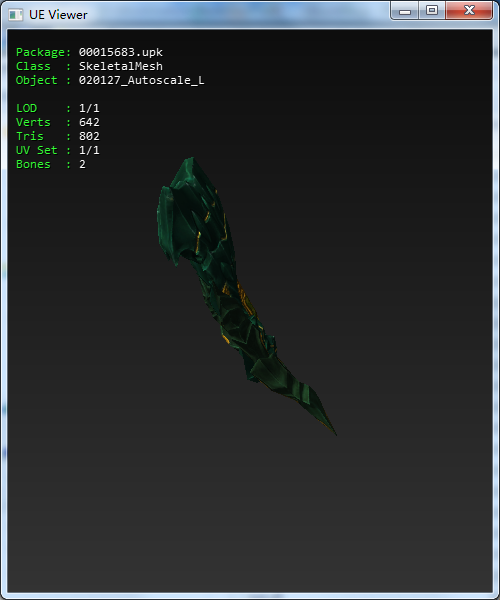 UE Viewer
Package: 00015683.upk
Class  : SkeletalMesh
Object : 020127_Autoscale_L
LOD    : 1/1
Verts  : 642
Tris   : 802
UV Set : 1/1
Bones  : 2